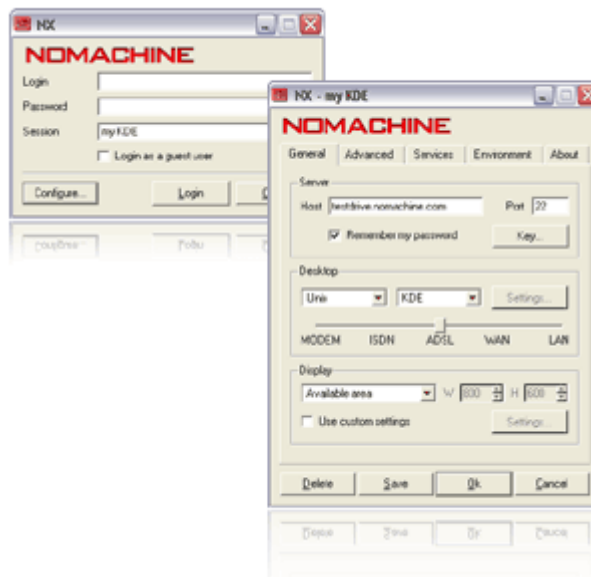 NX
NOMACHINE
Login
Password
Session my KDE
Login as a guest user
Configure... Login
NX - my KDE
NOMACHINE
General Advanced Services Environment About
Server
Host testdrive.nomachine.com Port 22
Remember my password Key...
Desktop
Unix KDE Settings...
MODEM ISDN ADSL WAN LAN
Display
Available area W 800 H 600
Use custom settings Settings...
Delete Save Ok Cancel